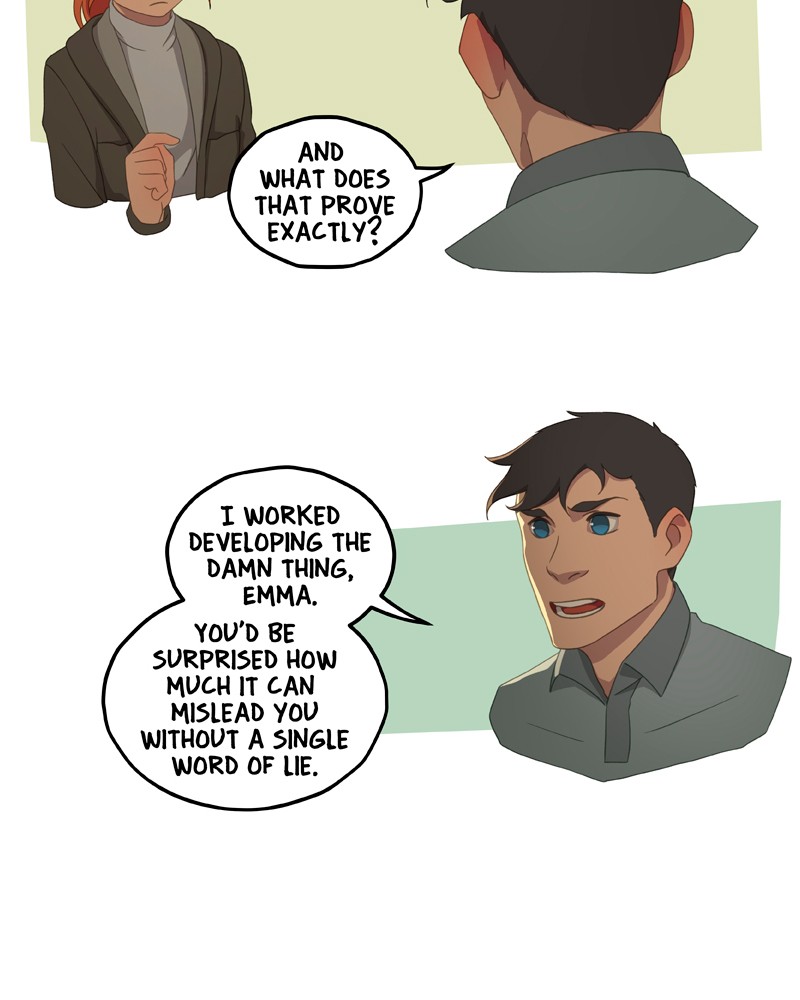 AND
WHAT DOES
THAT PROVE
EXACTLY?
I WORKED
DEVELOPING THE
DAMN THING,
EMMA.
YOU'D BE
SURPRISED HOW
MUCH IT CAN
MISLEAD YOU
WITHOUT A SINGLE
WORD OF LIE.